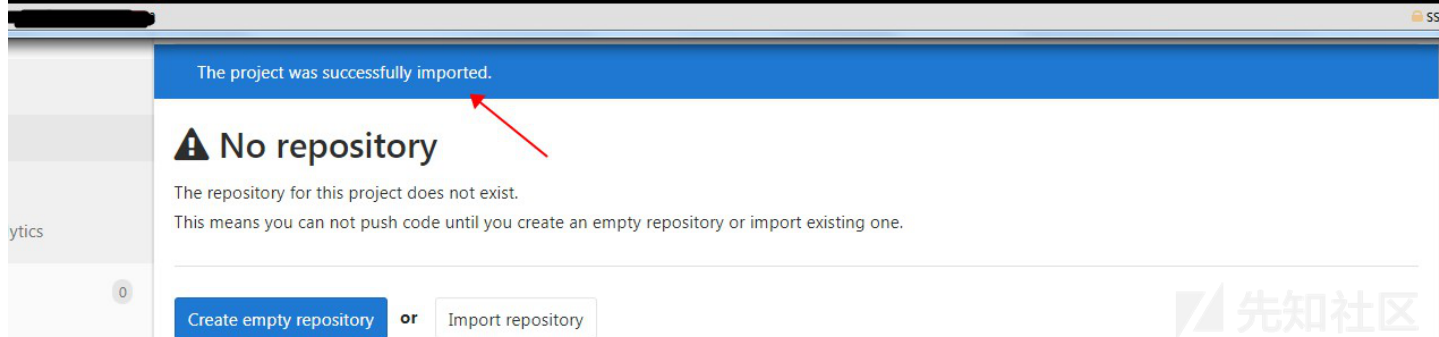 SS
The project was successfully imported.
No repository
The repository for this project does not exist.
This means you can not push code until you create an empty repository or import existing one.
ytics
0
Create empty repository or Import repository
先知社区